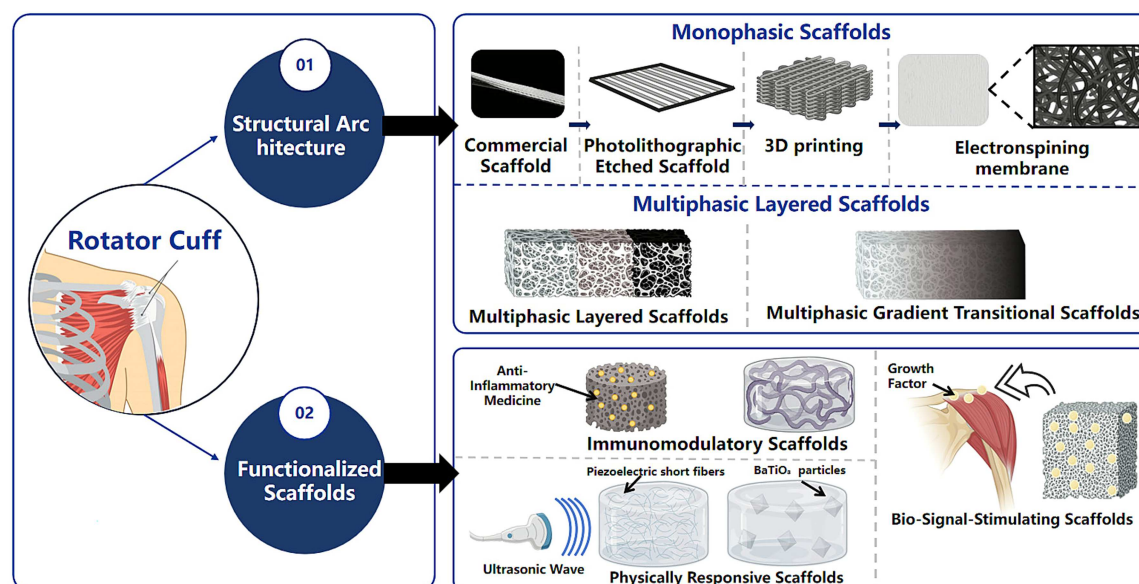 01
Structural Arc
hitecture
Rotator Cuff
02
Functionalized
Scaffolds
Monophasic Scaffolds
Commercial
Scaffold
Photolithographic
Etched Scaffold
3D printing
Electronspining
membrane
Multiphasic Layered Scaffolds
Multiphasic Layered Scaffolds
Multiphasic Gradient Transitional Scaffolds
Anti-
Inflammatory
Medicine
Immunomodulatory Scaffolds
Piezoelectric short fibers
BaTiO₃ particles
Ultrasonic Wave
Physically Responsive Scaffolds
Growth
Factor
Bio-Signal-Stimulating Scaffolds